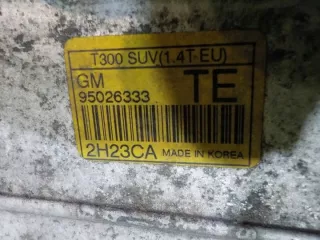 T300 SUV(1.4T-EU)
GM TE
95026333
2H23CA MADE IN KOREA